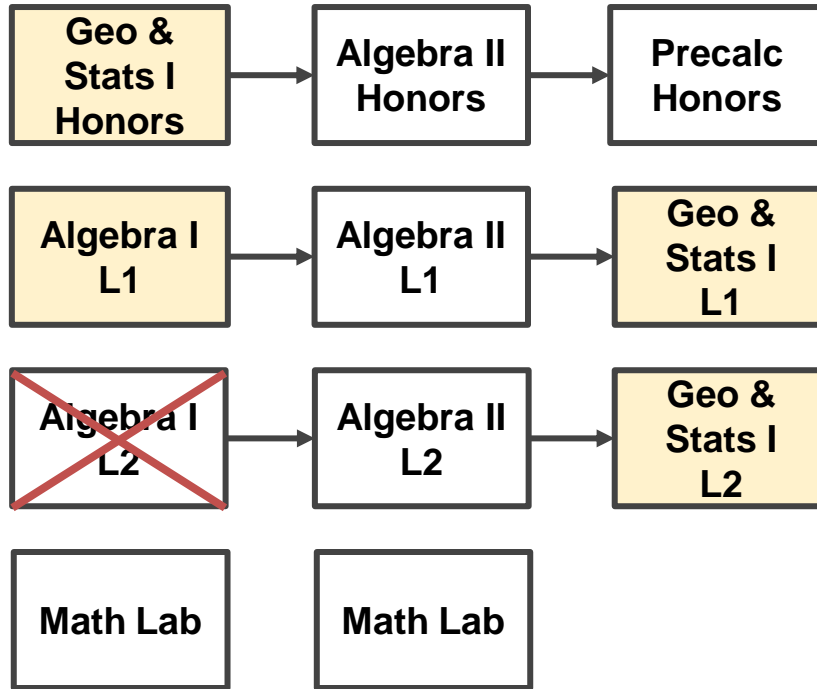 Geo &
Stats I
Honors
Algebra II
Honors
Precalc
Honors
Algebra I
L1
Algebra II
L1
Geo &
Stats I
L1
Algebra I
L2
Algebra II
L2
Geo &
Stats I
L2
Math Lab
Math Lab